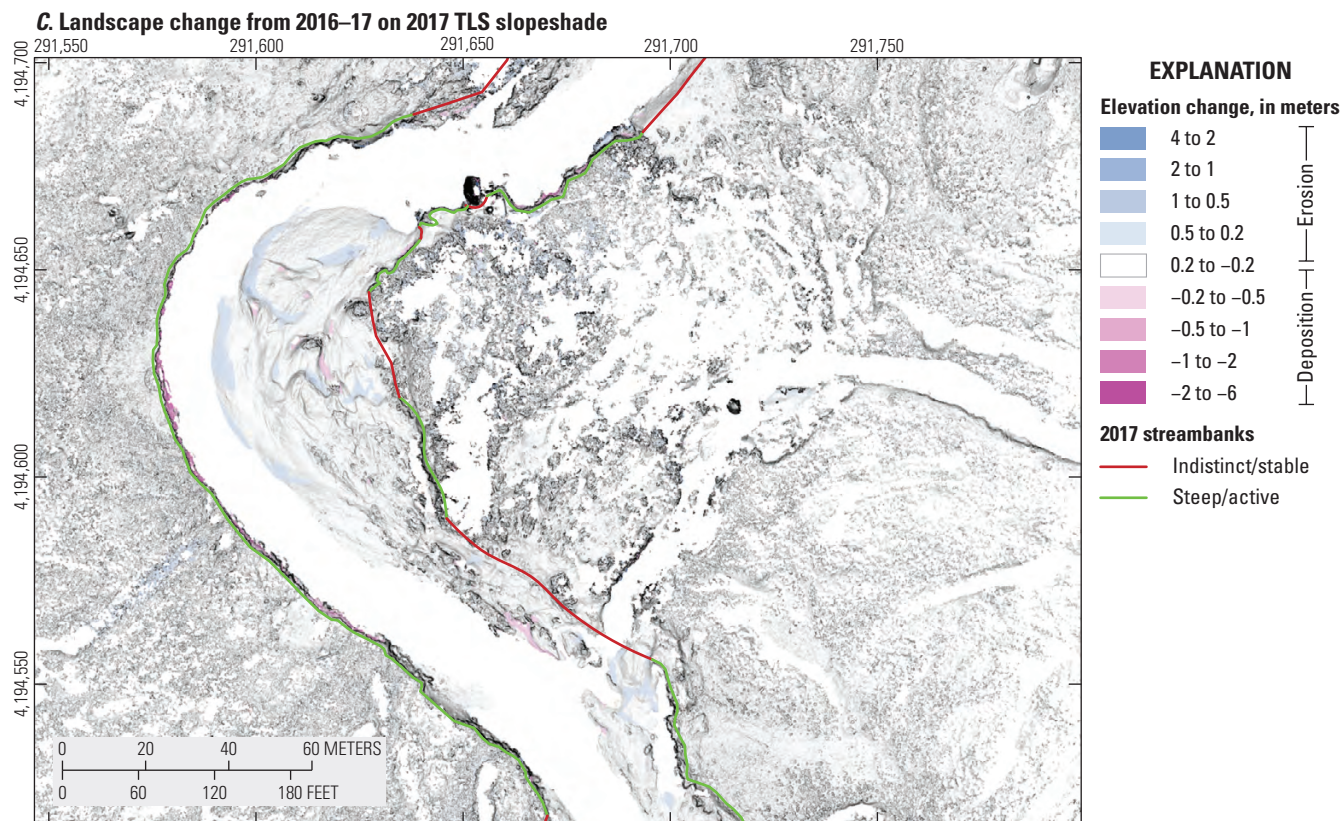 C. Landscape change from 2016–17 on 2017 TLS slopeshade
291,550 291,600 291,650 291,700 291,750
4,194,700
4,194,650
4,194,600
4,194,550
0 20 40 60 METERS
0 60 120 180 FEET
EXPLANATION
Elevation change, in meters
4 to 2
2 to 1
1 to 0.5
0.5 to 0.2
0.2 to −0.2
−0.2 to −0.5
−0.5 to −1
−1 to −2
−2 to −6
Erosion
Deposition
2017 streambanks
Indistinct/stable
Steep/active